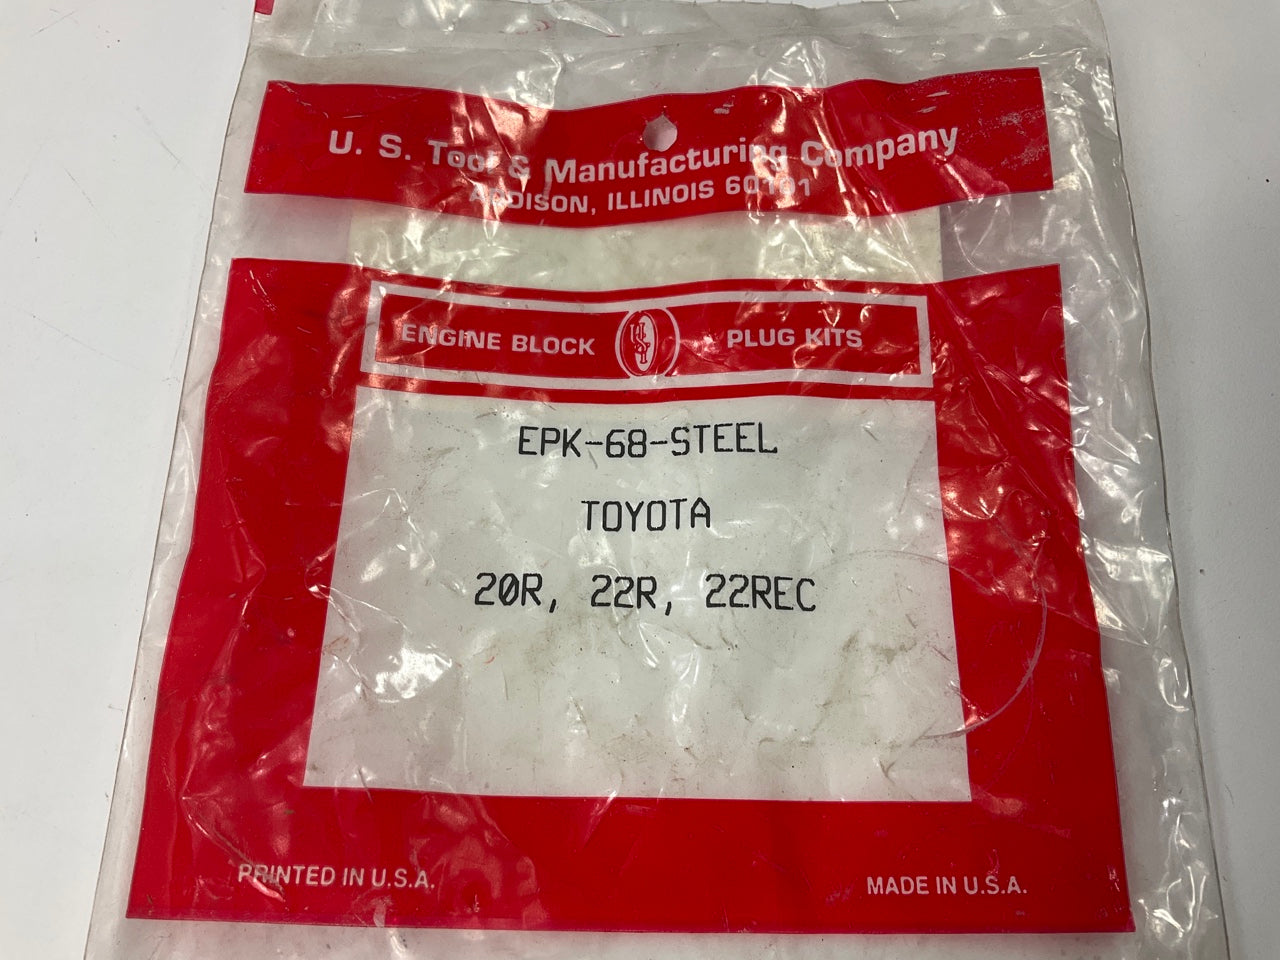 U. S. Tool & Manufacturing Company
ADDISON, ILLINOIS 60101
ENGINE BLOCK PLUG KITS
EPK-68-STEEL
TOYOTA
20R, 22R, 22REC
PRINTED IN U.S.A. MADE IN U.S.A.